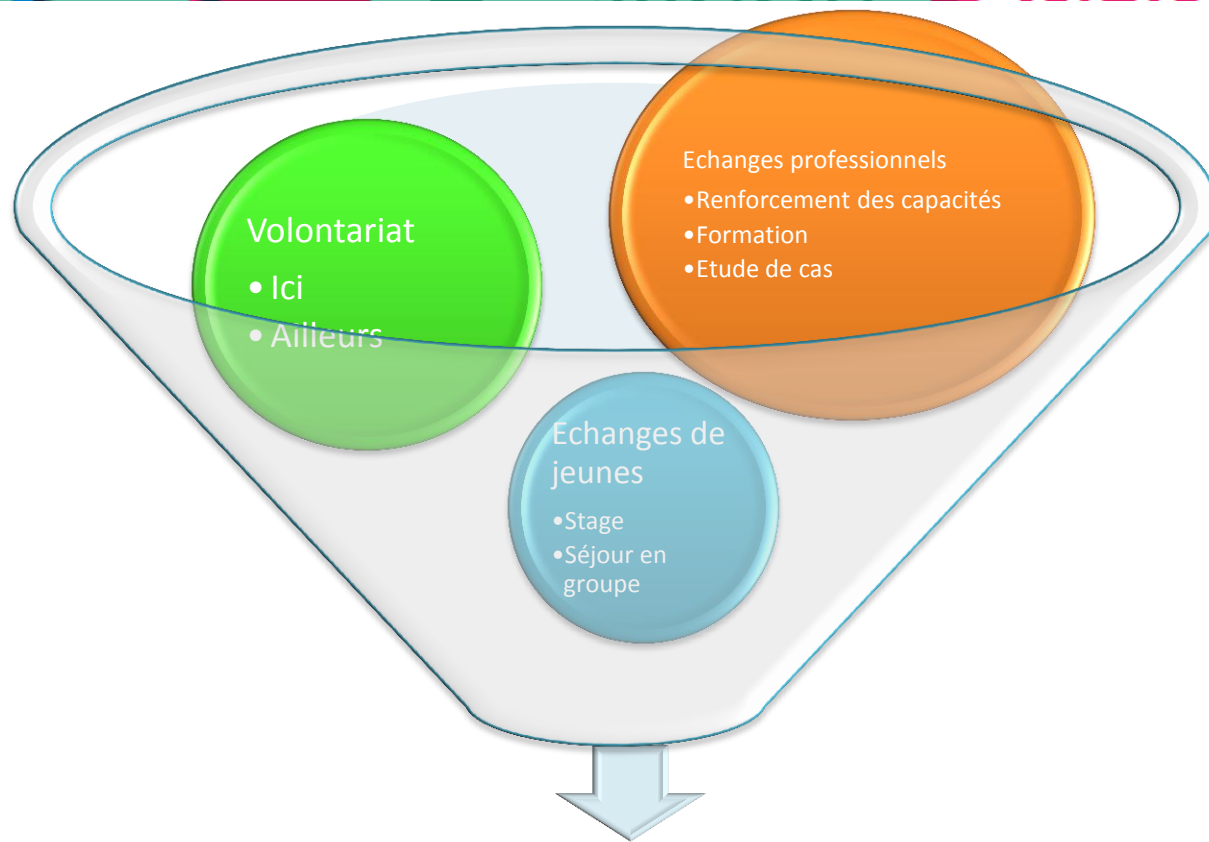 Volontariat
• Ici
• Ailleurs
Echanges professionnels
•Renforcement des capacités
•Formation
•Etude de cas
Echanges de
jeunes
•Stage
•Séjour en
groupe